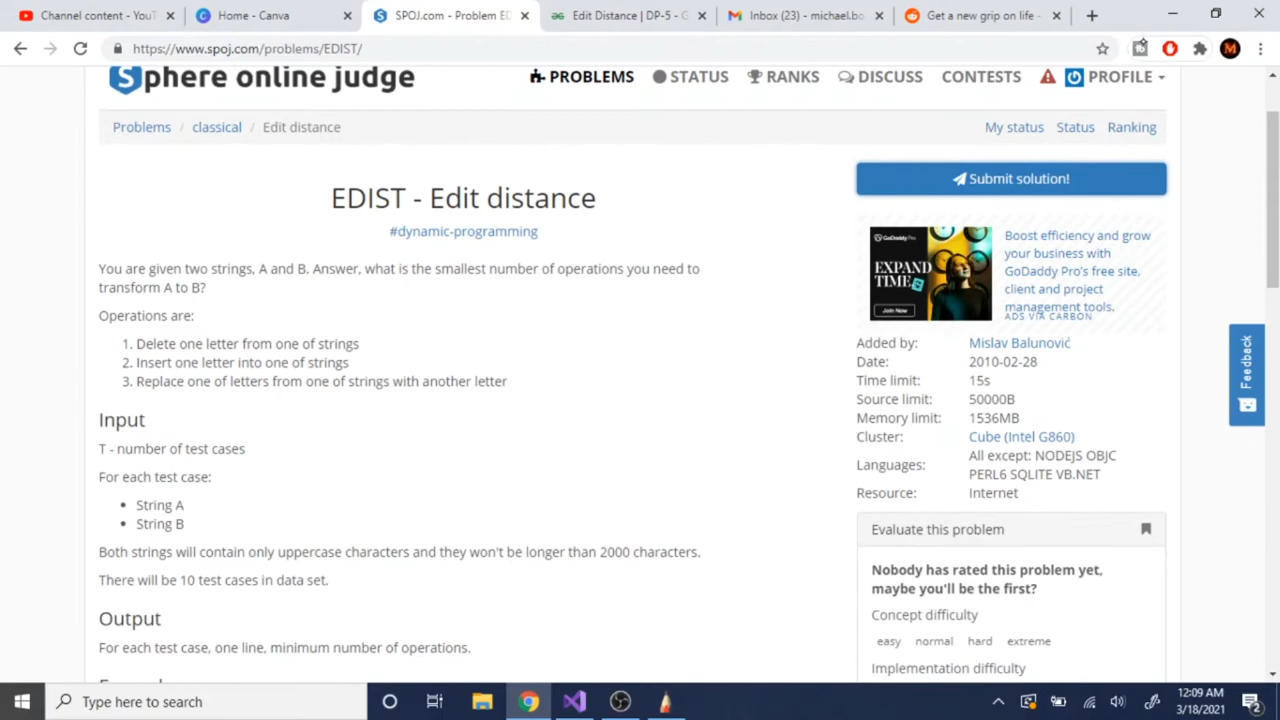 Content content - YouT
Home - Canva
SPOJ.com - Problem ED
Edit Distance | DP-5 - G
Inbox (23) - michael.bo
Get a new grip on life -
https://www.spoj.com/problems/EDIST/
M
Sphere online judge
PROBLEMS
STATUS
RANKS
DISCUSS
CONTESTS
PROFILE
Problems / classical / Edit distance
My status Status Ranking
EDIST - Edit distance
#dynamic-programming
You are given two strings, A and B. Answer, what is the smallest number of operations you need to
transform A to B?
Operations are:
1. Delete one letter from one of strings
2. Insert one letter into one of strings
3. Replace one of letters from one of strings with another letter
Input
T - number of test cases
For each test case:
• String A
• String B
Both strings will contain only uppercase characters and they won't be longer than 2000 characters.
There will be 10 test cases in data set.
Output
For each test case, one line, minimum number of operations.
Submit solution!
GoDaddy Pro
EXPAND
TIME
Join Now
Boost efficiency and grow
your business with
GoDaddy Pro's free site,
client and project
management tools.
ADS VIA CARBON
Added by: Mislav Balunović
Date: 2010-02-28
Time limit: 15s
Source limit: 50000B
Memory limit: 1536MB
Cluster: Cube (Intel G860)
Languages: All except: NODEJS OBJC
PERL6 SQLITE VB.NET
Resource: Internet
Evaluate this problem
Nobody has rated this problem yet,
maybe you'll be the first?
Concept difficulty
easy normal hard extreme
Implementation difficulty
Feedback
Type here to search
12:09 AM
3/18/2021
2